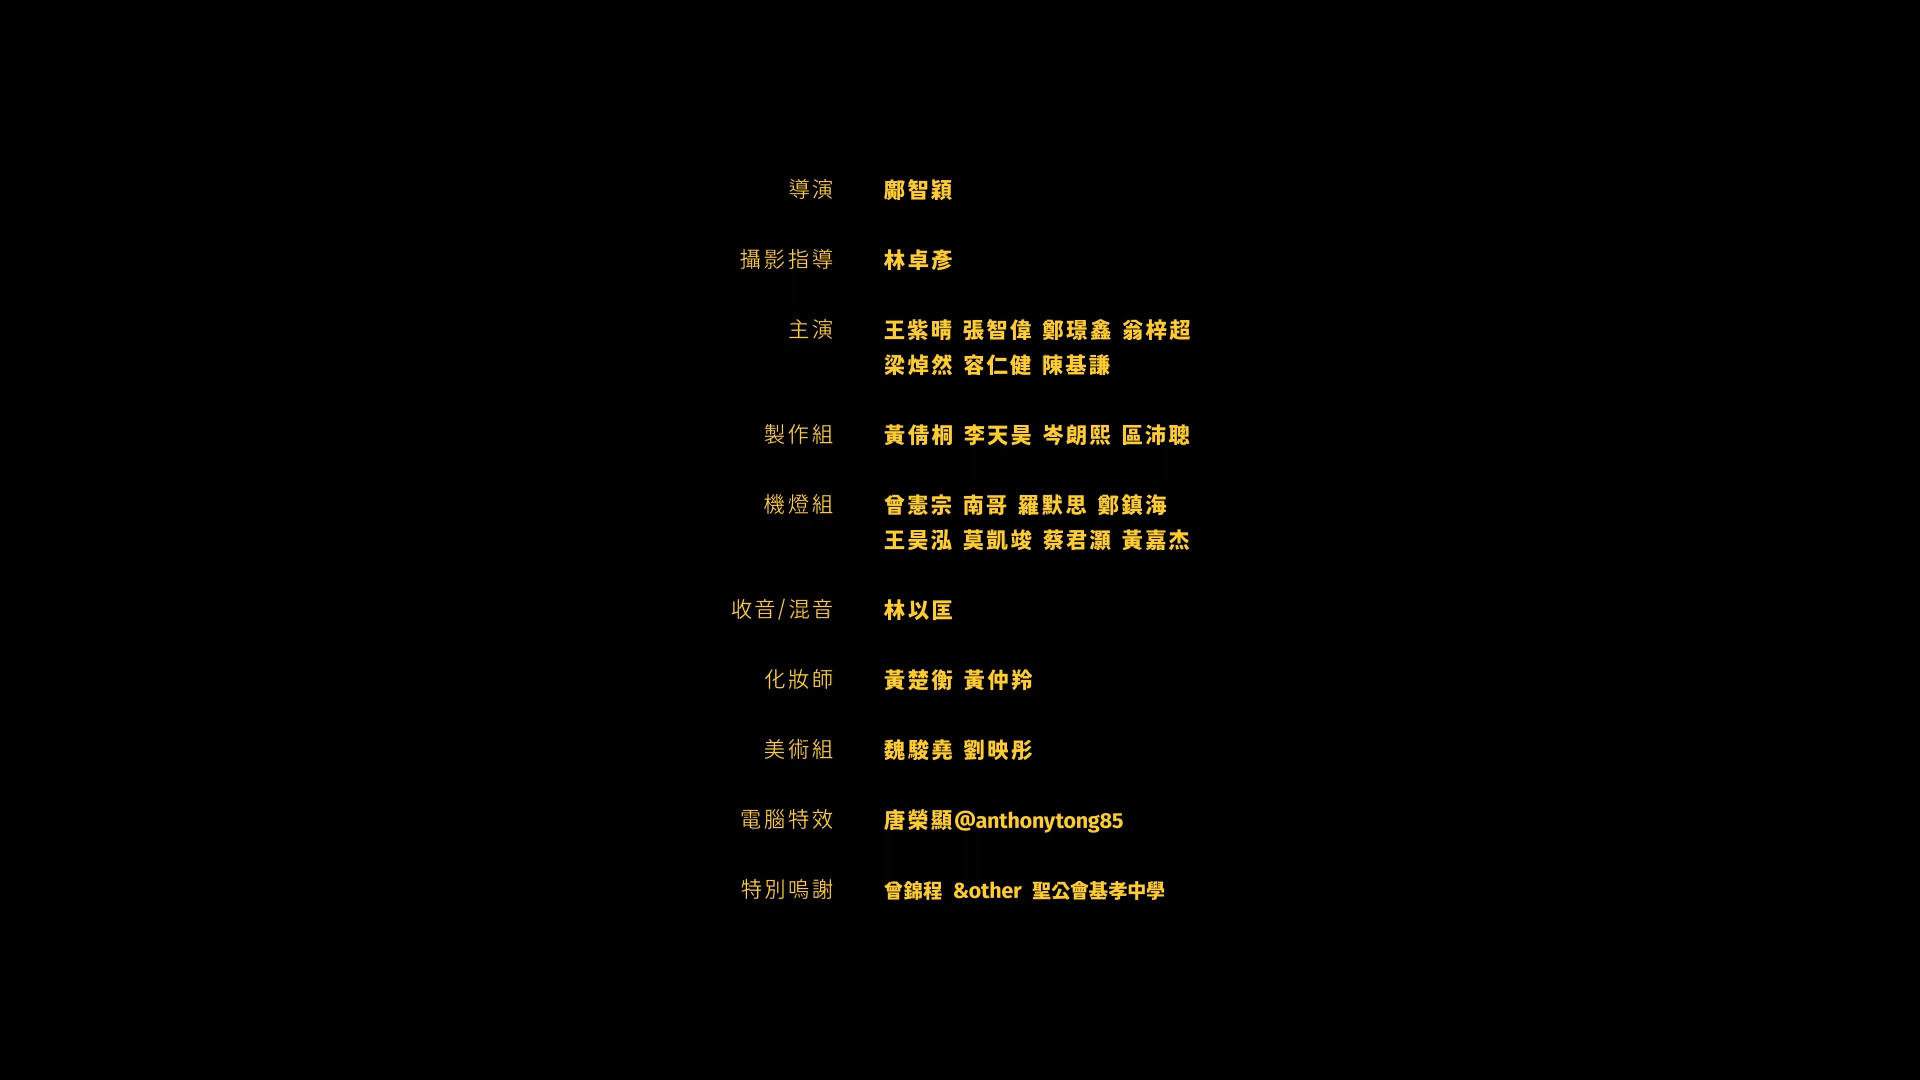 導演 鄺智穎
攝影指導 林卓彥
主演 王紫晴 張智偉 鄭璟鑫 翁梓超
梁焯然 容仁健 陳基謙
製作組 黃倩桐 李天昊 岑朗熙 區沛聰
機燈組 曾憲宗 南哥 羅默思 鄭鎮海
王昊泓 莫凱竣 蔡君灝 黃嘉杰
收音/混音 林以匡
化妝師 黃楚衡 黃仲羚
美術組 魏駿堯 劉映彤
電腦特效 唐榮顯@anthonytong85
特別嗚謝 曾錦程 &other 聖公會基孝中學